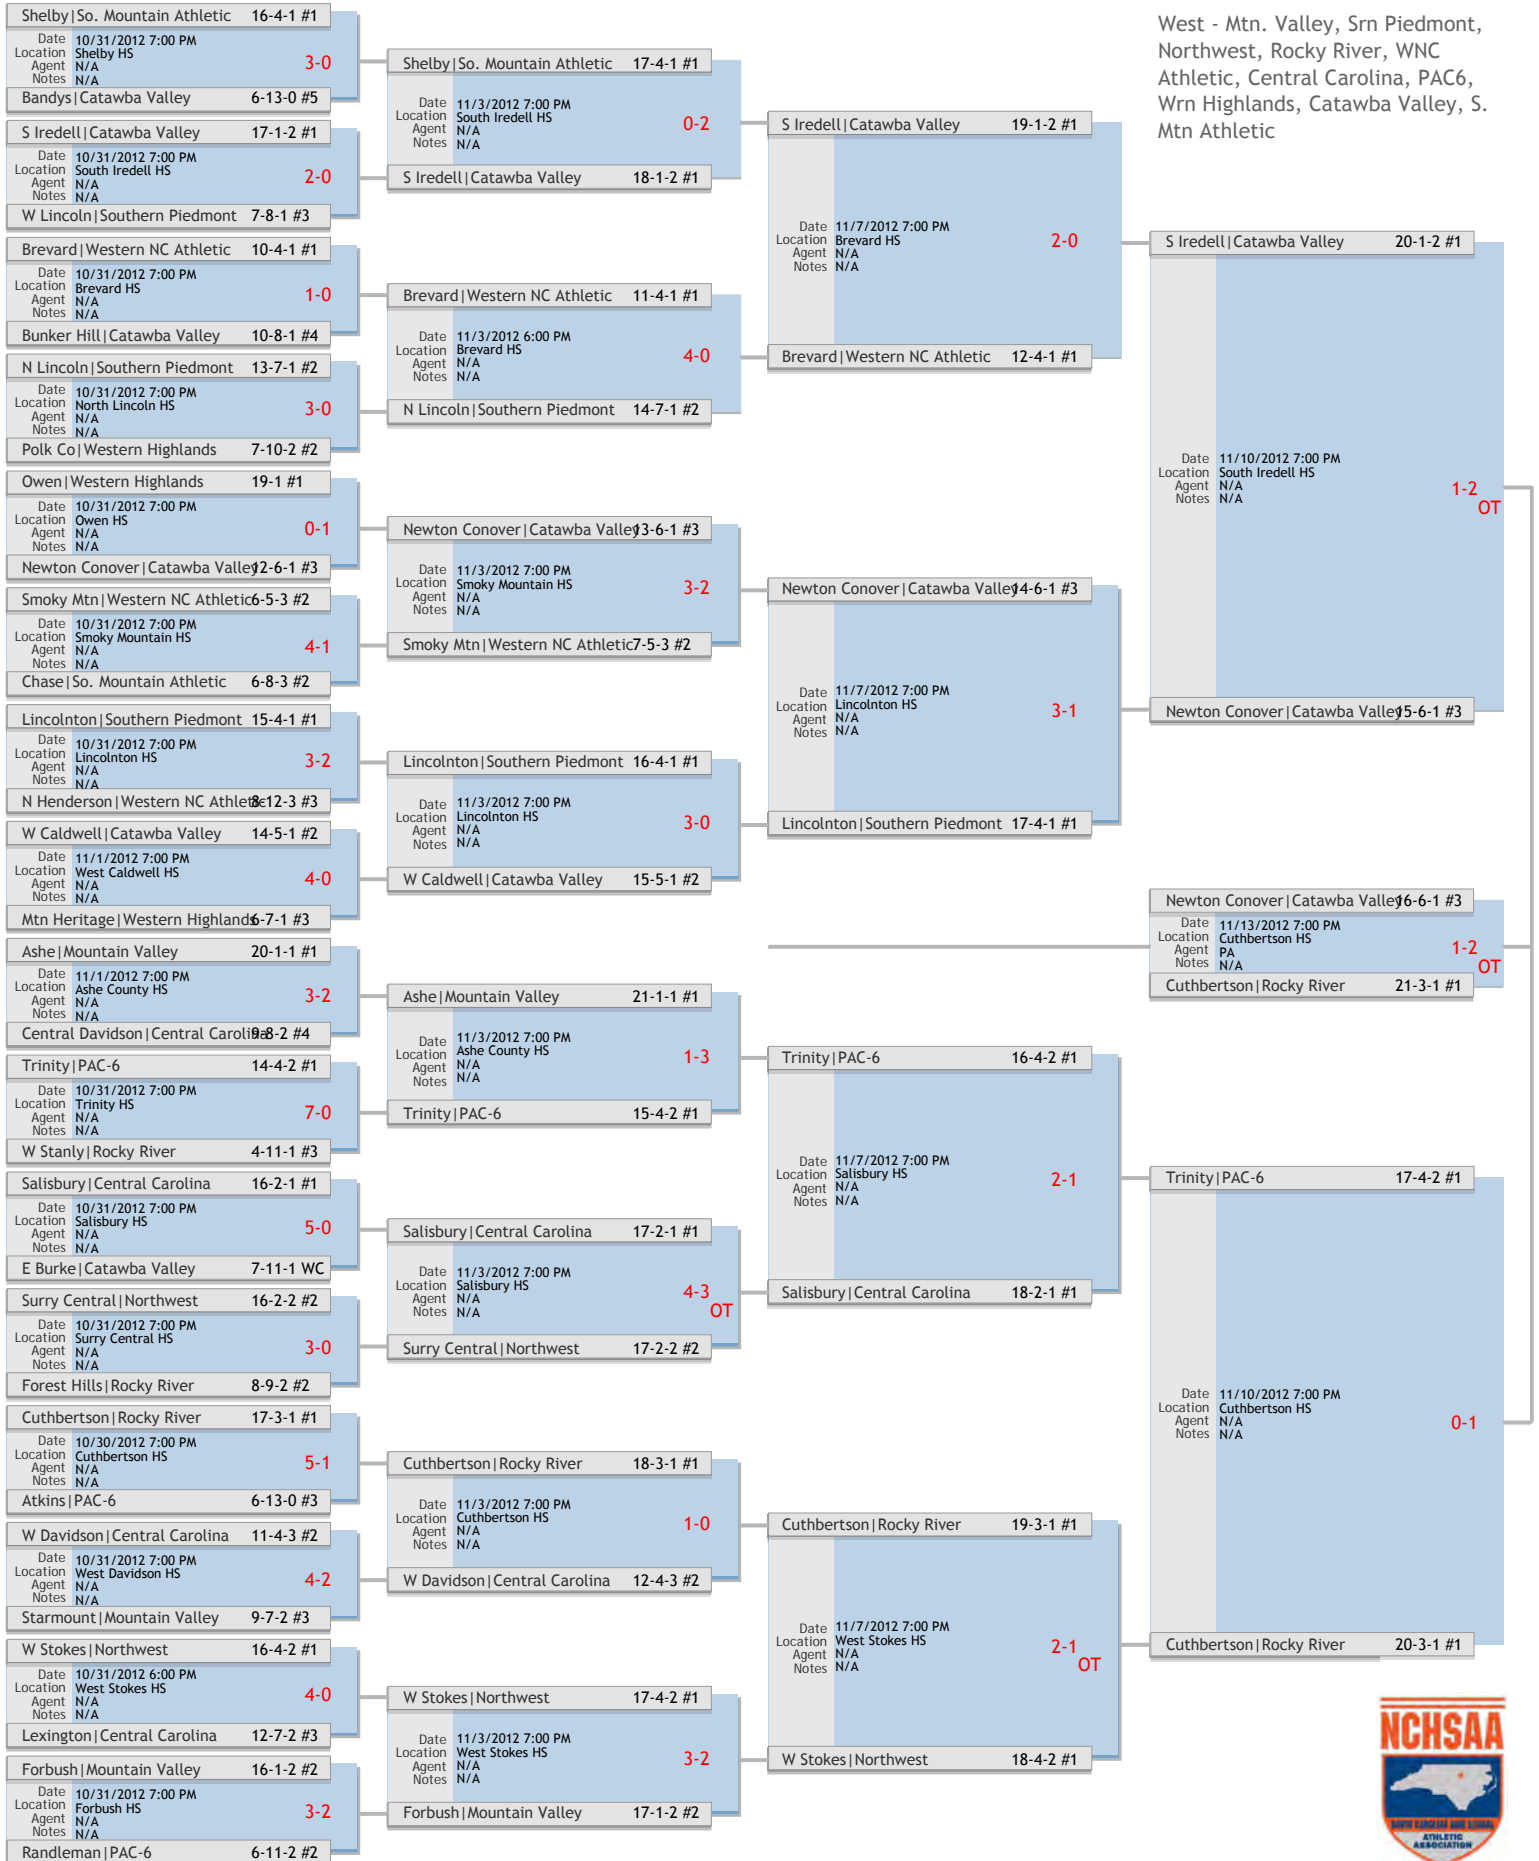 West - Mtn. Valley, Srn Piedmont,
Northwest, Rocky River, WNC
Athletic, Central Carolina, PAC6,
Wrn Highlands, Catawba Valley, S.
Mtn Athletic
Shelby|So. Mountain Athletic 16-4-1 #1
Date 10/31/2012 7:00 PM
Location Shelby HS
Agent N/A
Notes N/A
3-0
Bandys|Catawba Valley 6-13-0 #5
S Iredell|Catawba Valley 17-1-2 #1
Date 10/31/2012 7:00 PM
Location South Iredell HS
Agent N/A
Notes N/A
2-0
W Lincoln|Southern Piedmont 7-8-1 #3
Brevard|Western NC Athletic 10-4-1 #1
Date 10/31/2012 7:00 PM
Location Brevard HS
Agent N/A
Notes N/A
1-0
Bunker Hill|Catawba Valley 10-8-1 #4
N Lincoln|Southern Piedmont 13-7-1 #2
Date 10/31/2012 7:00 PM
Location North Lincoln HS
Agent N/A
Notes N/A
3-0
Polk Co|Western Highlands 7-10-2 #2
Owen|Western Highlands 19-1 #1
Date 10/31/2012 7:00 PM
Location Owen HS
Agent N/A
Notes N/A
0-1
Newton Conover|Catawba Valley 12-6-1 #3
Smoky Mtn|Western NC Athletic 6-5-3 #2
Date 10/31/2012 7:00 PM
Location Smoky Mountain HS
Agent N/A
Notes N/A
4-1
Chase|So. Mountain Athletic 6-8-3 #2
Lincolnton|Southern Piedmont 15-4-1 #1
Date 10/31/2012 7:00 PM
Location Lincolnton HS
Agent N/A
Notes N/A
3-2
N Henderson|Western NC Athletic 8-12-3 #3
W Caldwell|Catawba Valley 14-5-1 #2
Date 11/1/2012 7:00 PM
Location West Caldwell HS
Agent N/A
Notes N/A
4-0
Mtn Heritage|Western Highlands 6-7-1 #3
Ashe|Mountain Valley 20-1-1 #1
Date 11/1/2012 7:00 PM
Location Ashe County HS
Agent N/A
Notes N/A
3-2
Central Davidson|Central Carolina 9-8-2 #4
Trinity|PAC-6 14-4-2 #1
Date 10/31/2012 7:00 PM
Location Trinity HS
Agent N/A
Notes N/A
7-0
W Stanly|Rocky River 4-11-1 #3
Salisbury|Central Carolina 16-2-1 #1
Date 10/31/2012 7:00 PM
Location Salisbury HS
Agent N/A
Notes N/A
5-0
E Burke|Catawba Valley 7-11-1 WC
Surry Central|Northwest 16-2-2 #2
Date 10/31/2012 7:00 PM
Location Surry Central HS
Agent N/A
Notes N/A
3-0
Forest Hills|Rocky River 8-9-2 #2
Cuthbertson|Rocky River 17-3-1 #1
Date 10/30/2012 7:00 PM
Location Cuthbertson HS
Agent N/A
Notes N/A
5-1
Atkins|PAC-6 6-13-0 #3
W Davidson|Central Carolina 11-4-3 #2
Date 10/31/2012 7:00 PM
Location West Davidson HS
Agent N/A
Notes N/A
4-2
Starmount|Mountain Valley 9-7-2 #3
W Stokes|Northwest 16-4-2 #1
Date 10/31/2012 6:00 PM
Location West Stokes HS
Agent N/A
Notes N/A
4-0
Lexington|Central Carolina 12-7-2 #3
Forbush|Mountain Valley 16-1-2 #2
Date 10/31/2012 7:00 PM
Location Forbush HS
Agent N/A
Notes N/A
3-2
Randleman|PAC-6 6-11-2 #2
Shelby|So. Mountain Athletic 17-4-1 #1
Date 11/3/2012 7:00 PM
Location South Iredell HS
Agent N/A
Notes N/A
0-2
S Iredell|Catawba Valley 18-1-2 #1
Brevard|Western NC Athletic 11-4-1 #1
Date 11/3/2012 6:00 PM
Location Brevard HS
Agent N/A
Notes N/A
4-0
N Lincoln|Southern Piedmont 14-7-1 #2
Newton Conover|Catawba Valley 13-6-1 #3
Date 11/3/2012 7:00 PM
Location Smoky Mountain HS
Agent N/A
Notes N/A
3-2
Smoky Mtn|Western NC Athletic 7-5-3 #2
Lincolnton|Southern Piedmont 16-4-1 #1
Date 11/3/2012 7:00 PM
Location Lincolnton HS
Agent N/A
Notes N/A
3-0
W Caldwell|Catawba Valley 15-5-1 #2
Ashe|Mountain Valley 21-1-1 #1
Date 11/3/2012 7:00 PM
Location Ashe County HS
Agent N/A
Notes N/A
1-3
Trinity|PAC-6 15-4-2 #1
Salisbury|Central Carolina 17-2-1 #1
Date 11/3/2012 7:00 PM
Location Salisbury HS
Agent N/A
Notes N/A
4-3
OT
Surry Central|Northwest 17-2-2 #2
Cuthbertson|Rocky River 18-3-1 #1
Date 11/3/2012 7:00 PM
Location Cuthbertson HS
Agent N/A
Notes N/A
1-0
W Davidson|Central Carolina 12-4-3 #2
W Stokes|Northwest 17-4-2 #1
Date 11/3/2012 7:00 PM
Location West Stokes HS
Agent N/A
Notes N/A
3-2
Forbush|Mountain Valley 17-1-2 #2
S Iredell|Catawba Valley 19-1-2 #1
Date 11/7/2012 7:00 PM
Location Brevard HS
Agent N/A
Notes N/A
2-0
Brevard|Western NC Athletic 12-4-1 #1
Newton Conover|Catawba Valley 14-6-1 #3
Date 11/7/2012 7:00 PM
Location Lincolnton HS
Agent N/A
Notes N/A
3-1
Lincolnton|Southern Piedmont 17-4-1 #1
Trinity|PAC-6 16-4-2 #1
Date 11/7/2012 7:00 PM
Location Salisbury HS
Agent N/A
Notes N/A
2-1
Salisbury|Central Carolina 18-2-1 #1
Cuthbertson|Rocky River 19-3-1 #1
Date 11/7/2012 7:00 PM
Location West Stokes HS
Agent N/A
Notes N/A
2-1
OT
W Stokes|Northwest 18-4-2 #1
S Iredell|Catawba Valley 20-1-2 #1
Date 11/10/2012 7:00 PM
Location South Iredell HS
Agent N/A
Notes N/A
1-2
OT
Newton Conover|Catawba Valley 15-6-1 #3
Newton Conover|Catawba Valley 16-6-1 #3
Date 11/13/2012 7:00 PM
Location Cuthbertson HS
Agent PA
Notes N/A
1-2
OT
Cuthbertson|Rocky River 21-3-1 #1
Trinity|PAC-6 17-4-2 #1
Date 11/10/2012 7:00 PM
Location Cuthbertson HS
Agent N/A
Notes N/A
0-1
Cuthbertson|Rocky River 20-3-1 #1
NCHSAA
NORTH CAROLINA HIGH SCHOOL
ATHLETIC
ASSOCIATION